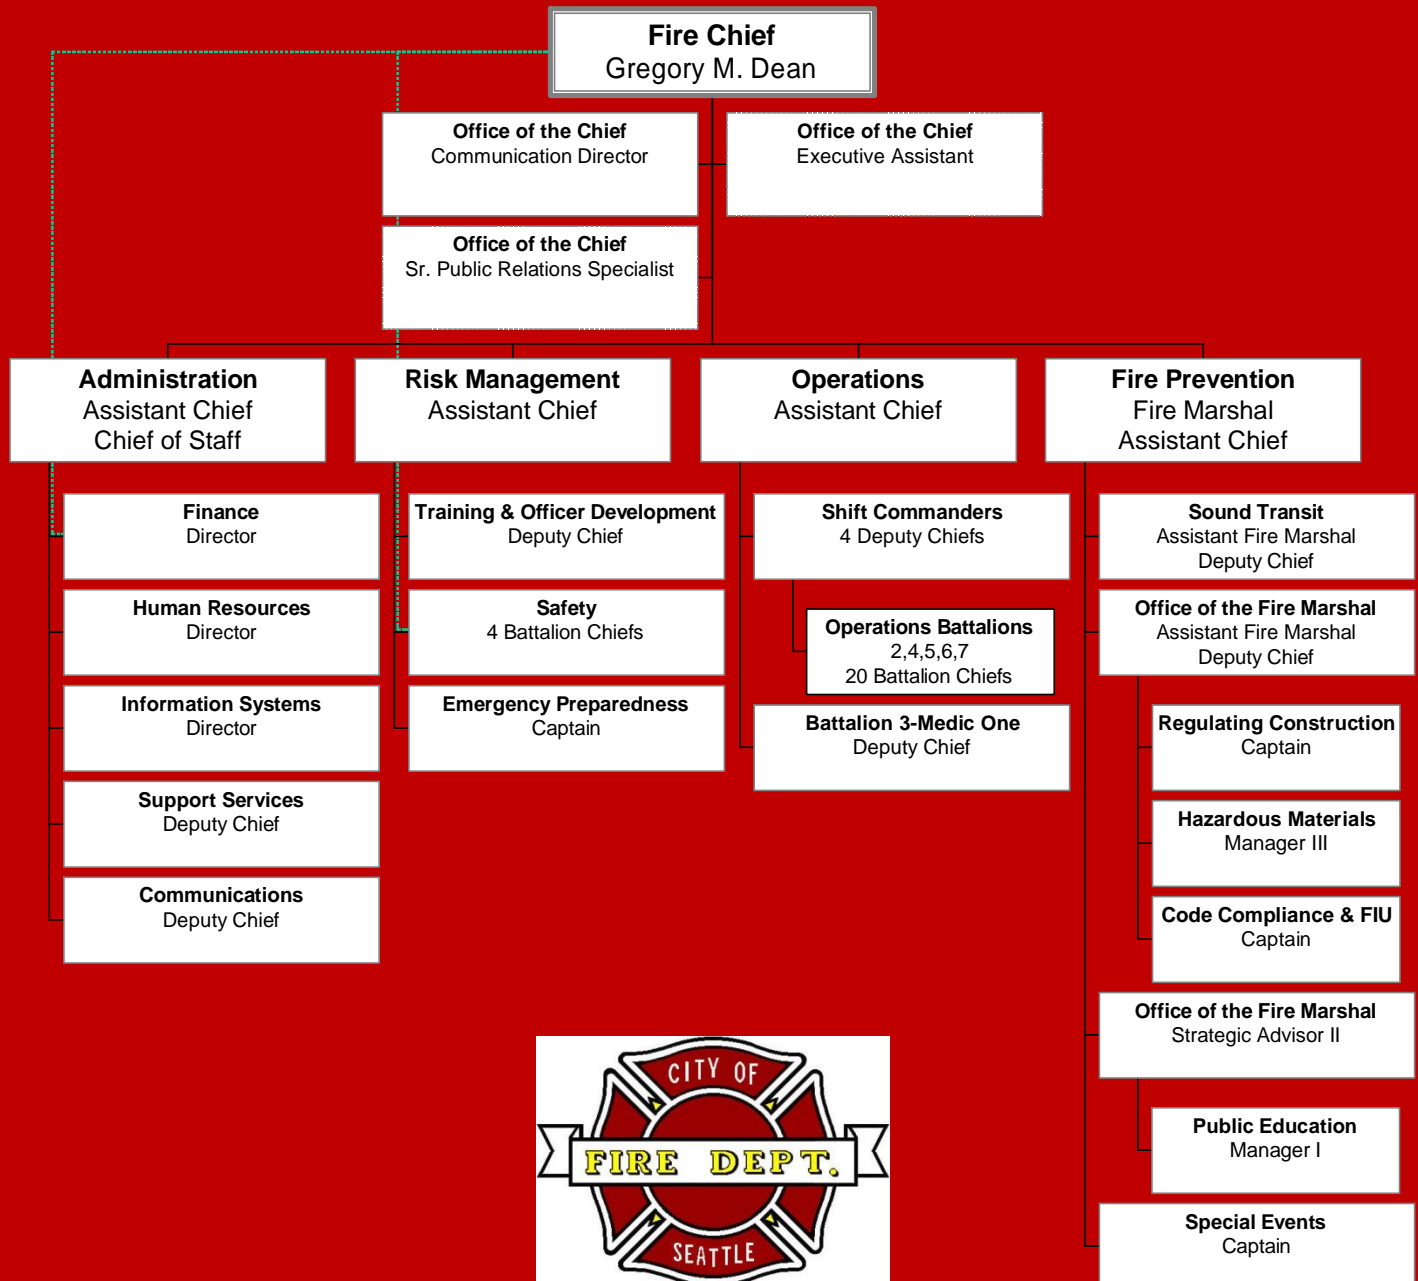 Fire Chief
Gregory M. Dean
Office of the Chief
Communication Director
Office of the Chief
Executive Assistant
Office of the Chief
Sr. Public Relations Specialist
Administration
Assistant Chief
Chief of Staff
Risk Management
Assistant Chief
Operations
Assistant Chief
Fire Prevention
Fire Marshal
Assistant Chief
Finance
Director
Human Resources
Director
Information Systems
Director
Support Services
Deputy Chief
Communications
Deputy Chief
Training & Officer Development
Deputy Chief
Safety
4 Battalion Chiefs
Emergency Preparedness
Captain
Shift Commanders
4 Deputy Chiefs
Operations Battalions
2,4,5,6,7
20 Battalion Chiefs
Battalion 3-Medic One
Deputy Chief
Sound Transit
Assistant Fire Marshal
Deputy Chief
Office of the Fire Marshal
Assistant Fire Marshal
Deputy Chief
Regulating Construction
Captain
Hazardous Materials
Manager III
Code Compliance & FIU
Captain
Office of the Fire Marshal
Strategic Advisor II
Public Education
Manager I
Special Events
Captain
CITY OF
FIRE DEPT.
SEATTLE